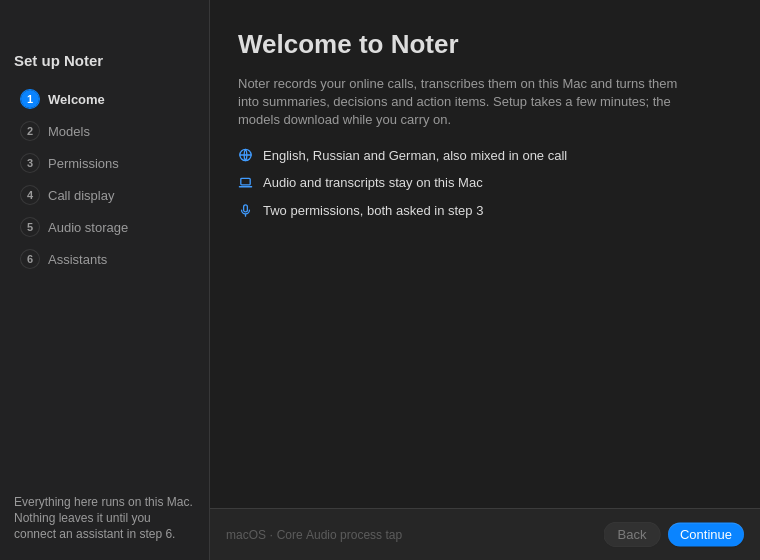 Set up Noter
1 Welcome
2 Models
3 Permissions
4 Call display
5 Audio storage
6 Assistants
Everything here runs on this Mac.
Nothing leaves it until you
connect an assistant in step 6.
Welcome to Noter
Noter records your online calls, transcribes them on this Mac and turns them
into summaries, decisions and action items. Setup takes a few minutes; the
models download while you carry on.
English, Russian and German, also mixed in one call
Audio and transcripts stay on this Mac
Two permissions, both asked in step 3
macOS · Core Audio process tap
Back
Continue